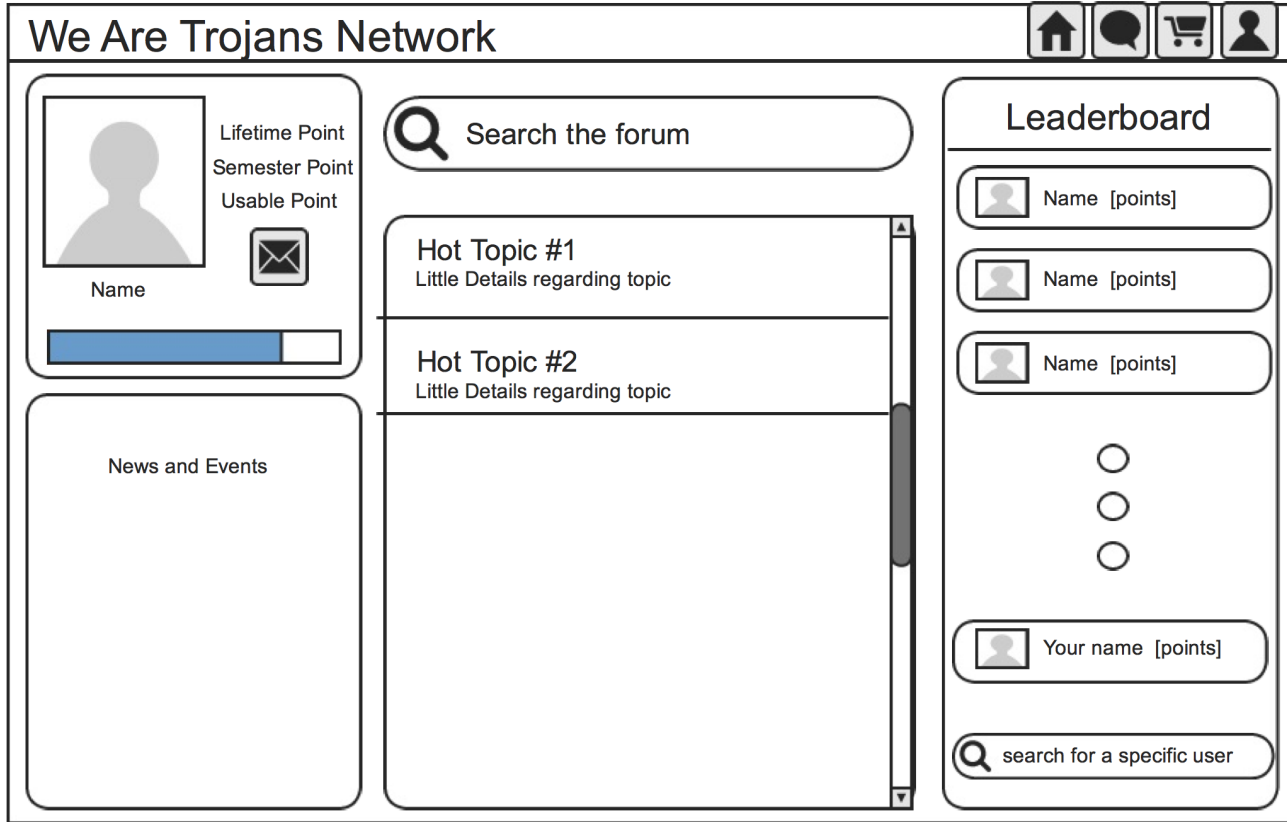 We Are Trojans Network
Lifetime Point
Semester Point
Usable Point
Name
News and Events
Search the forum
Hot Topic #1
Little Details regarding topic
Hot Topic #2
Little Details regarding topic
Leaderboard
Name [points]
Name [points]
Name [points]
Your name [points]
search for a specific user